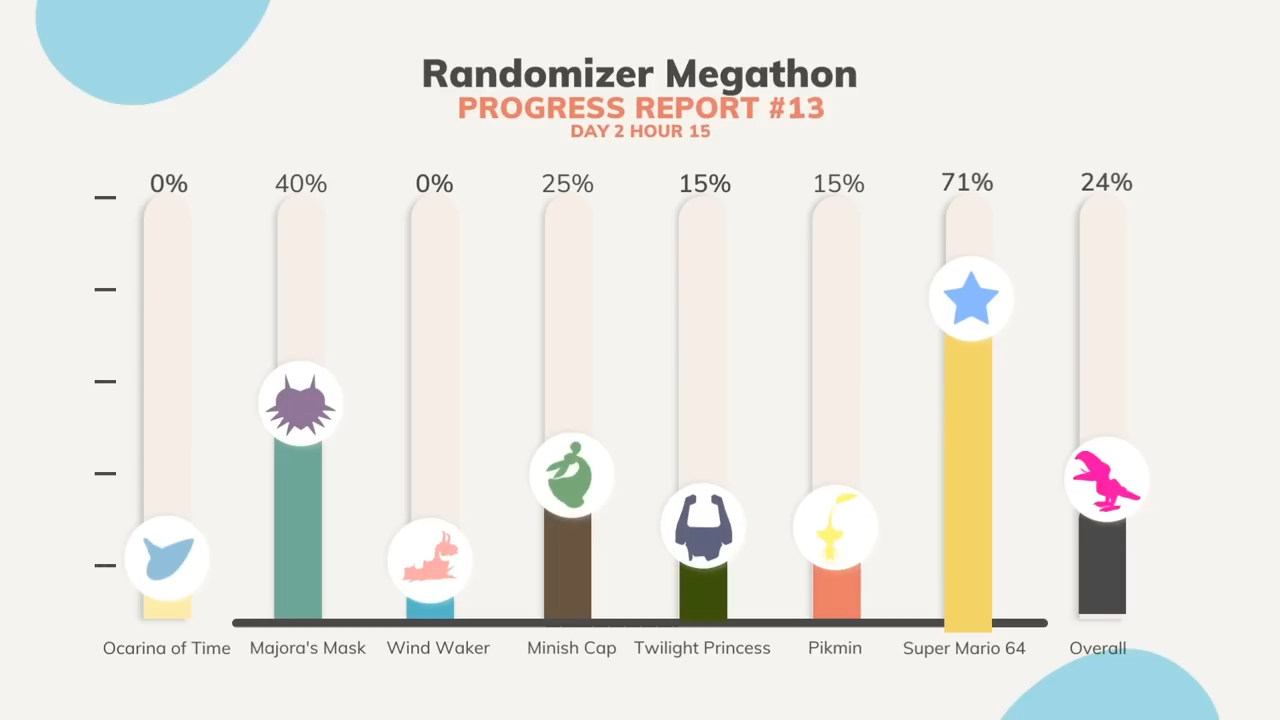 Randomizer Megathon
PROGRESS REPORT #13
DAY 2 HOUR 15
0% 40% 0% 25% 15% 15% 71% 24%
Ocarina of Time Majora's Mask Wind Waker Minish Cap Twilight Princess Pikmin Super Mario 64 Overall